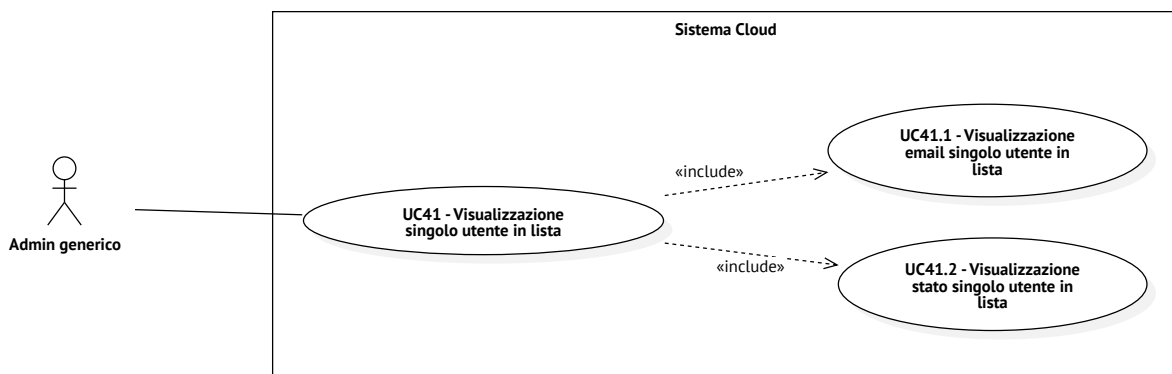 Sistema Cloud
UC41.1 - Visualizzazione
email singolo utente in
lista
«include»
UC41 - Visualizzazione
singolo utente in lista
Admin generico
«include»
UC41.2 - Visualizzazione
stato singolo utente in
lista